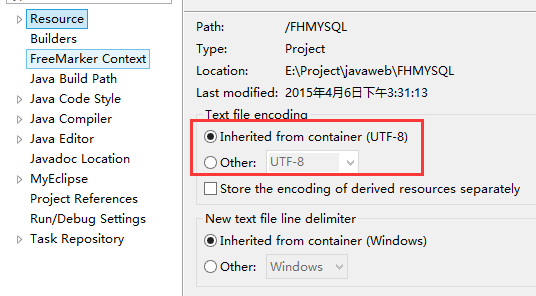 Resource
Builders
FreeMarker Context
Java Build Path
Java Code Style
Java Compiler
Java Editor
Javadoc Location
MyEclipse
Project References
Run/Debug Settings
Task Repository
Path: /FHMYSQL
Type: Project
Location: E:\Project\javaweb\FHMYSQL
Last modified: 2015年4月6日下午3:31:13
Text file encoding
Inherited from container (UTF-8)
Other: UTF-8
Store the encoding of derived resources separately
New text file line delimiter
Inherited from container (Windows)
Other: Windows